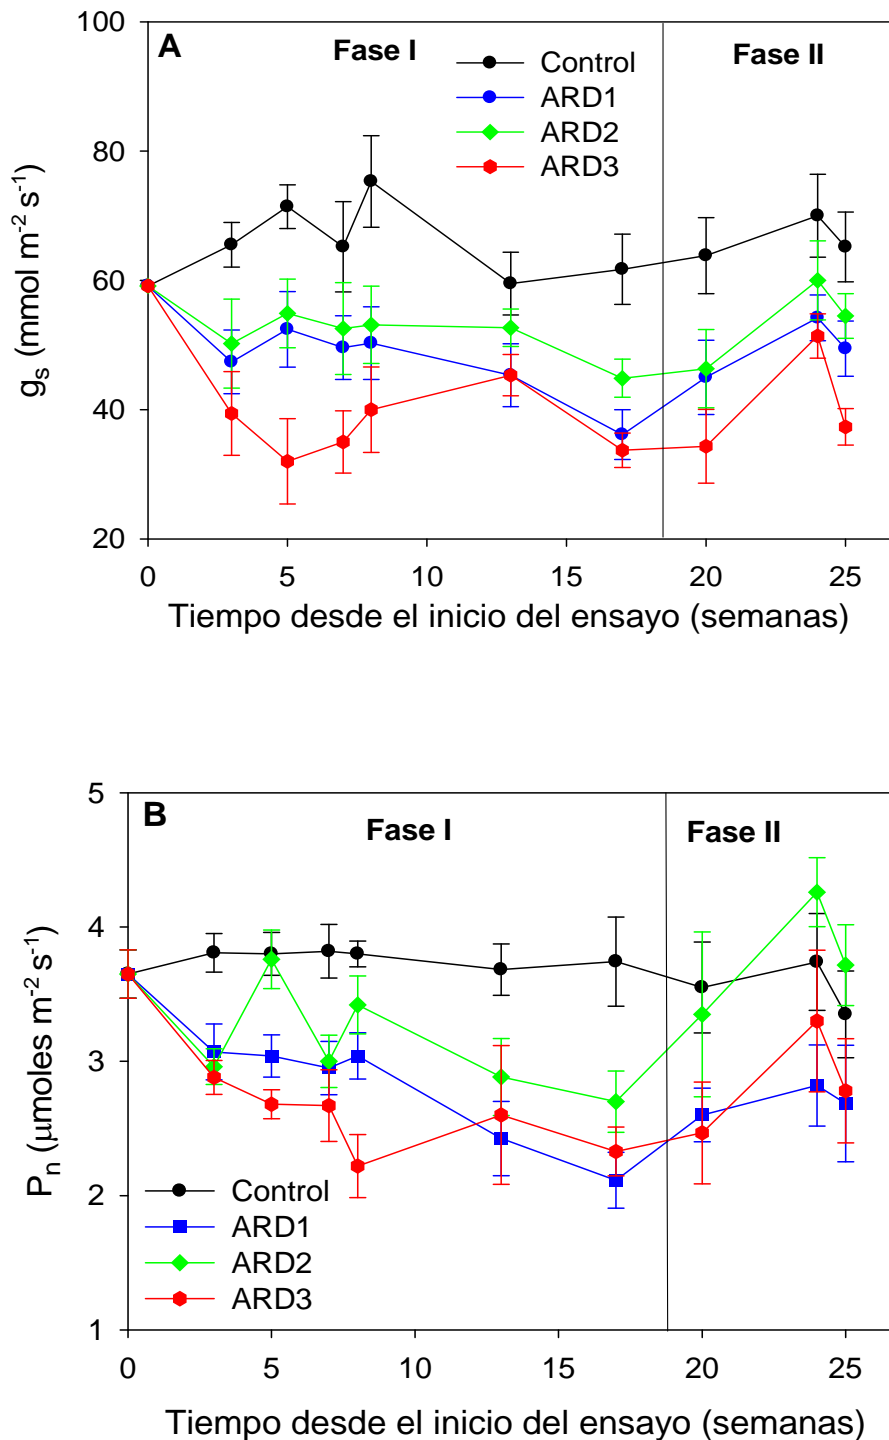 100
A
Fase I
Fase II
Control
ARD1
ARD2
ARD3
80
60
40
20
gs (mmol m-2 s-1)
0 5 10 15 20 25
Tiempo desde el inicio del ensayo (semanas)
5
B
Fase I
Fase II
4
3
2
1
Pn (µmoles m-2 s-1)
Control
ARD1
ARD2
ARD3
0 5 10 15 20 25
Tiempo desde el inicio del ensayo (semanas)